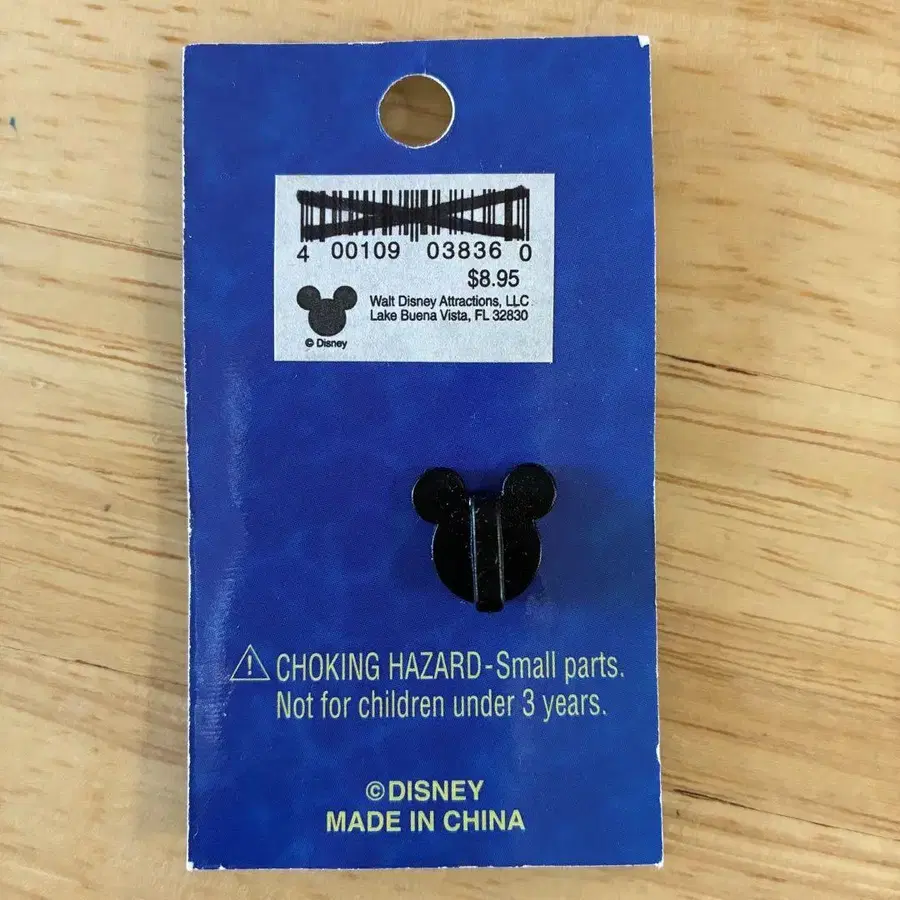 4 00109 03836 0
$8.95
Walt Disney Attractions, LLC
Lake Buena Vista, FL 32830
© Disney
⚠ CHOKING HAZARD-Small parts.
Not for children under 3 years.
©DISNEY
MADE IN CHINA